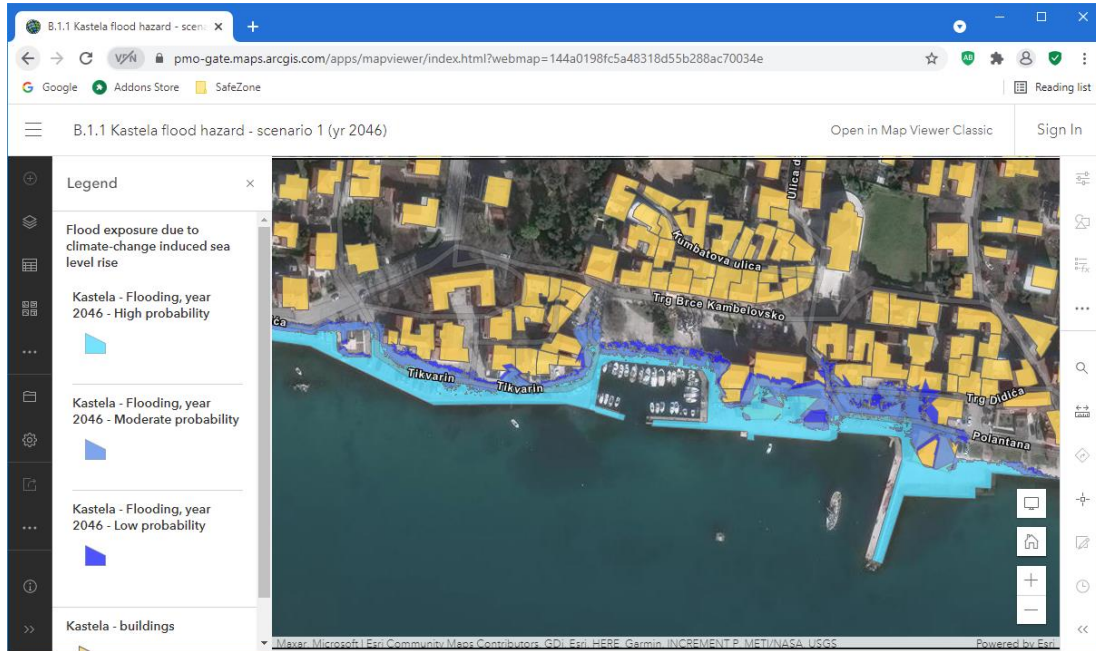 B.1.1 Kastela flood hazard - scen
VPN
pmo-gate.maps.arcgis.com/apps/mapviewer/index.html?webmap=144a0198fc5a48318d55b288ac70034e
Google
Addons Store
SafeZone
Reading list
B.1.1 Kastela flood hazard - scenario 1 (yr 2046)
Open in Map Viewer Classic
Sign In
Legend
Flood exposure due to
climate-change induced sea
level rise
Kastela - Flooding, year
2046 - High probability
Kastela - Flooding, year
2046 - Moderate probability
Kastela - Flooding, year
2046 - Low probability
Kastela - buildings
Ulica d
Kumbatova ulica
Trg Brce Kambelovsko
ća
Tikvarin
Tikvarin
Trg Didića
Polantana
Maxar, Microsoft | Esri Community Maps Contributors, GDi, Esri, HERE, Garmin, INCREMENT P, METI/NASA, USGS
Powered by Esri